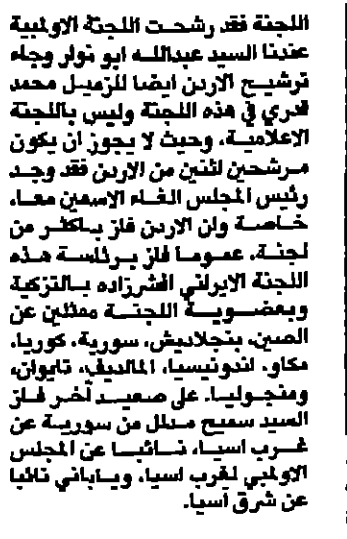 اللجنة فقد رشحت اللجنة الاولمبية
عندنا السيد عبدالله ابو نوار وجاء
ترشيح الاردن ايضا للزميل محمد
قدري في هذه اللجنة وليس باللجنة
الاعلامية، وحيث لا يجوز ان يكون
مرشحين اثنين من الاردن فقد وجد
رئيس المجلس الغاء الاسمين معا،
خاصة وان الاردن فاز باكثر من
لجنة، عموما فاز برئاسة هذه
اللجنة الايراني افشرزاده بالتزكية
وبعضوية اللجنة ممثلين عن
الصين، بنجلاديش، سورية، كوريا،
مكاو، اندونيسيا، المالديف، تايوان،
ومنجوليا. على صعيد آخر فاز
السيد سميح مدلل من سورية عن
غرب اسيا، نائبا عن المجلس
الاولمبي لغرب اسيا، وياباني نائبا
عن شرق آسيا.